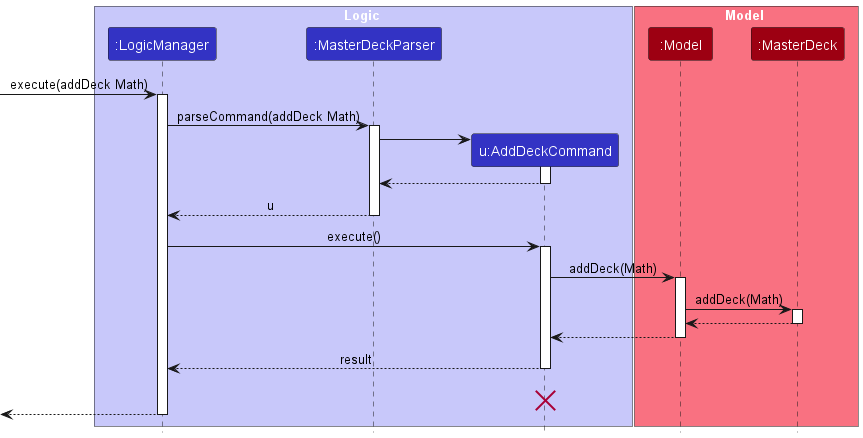 Logic
Model
:LogicManager
:MasterDeckParser
:Model
:MasterDeck
execute(addDeck Math)
parseCommand(addDeck Math)
u:AddDeckCommand
u
execute()
addDeck(Math)
addDeck(Math)
result